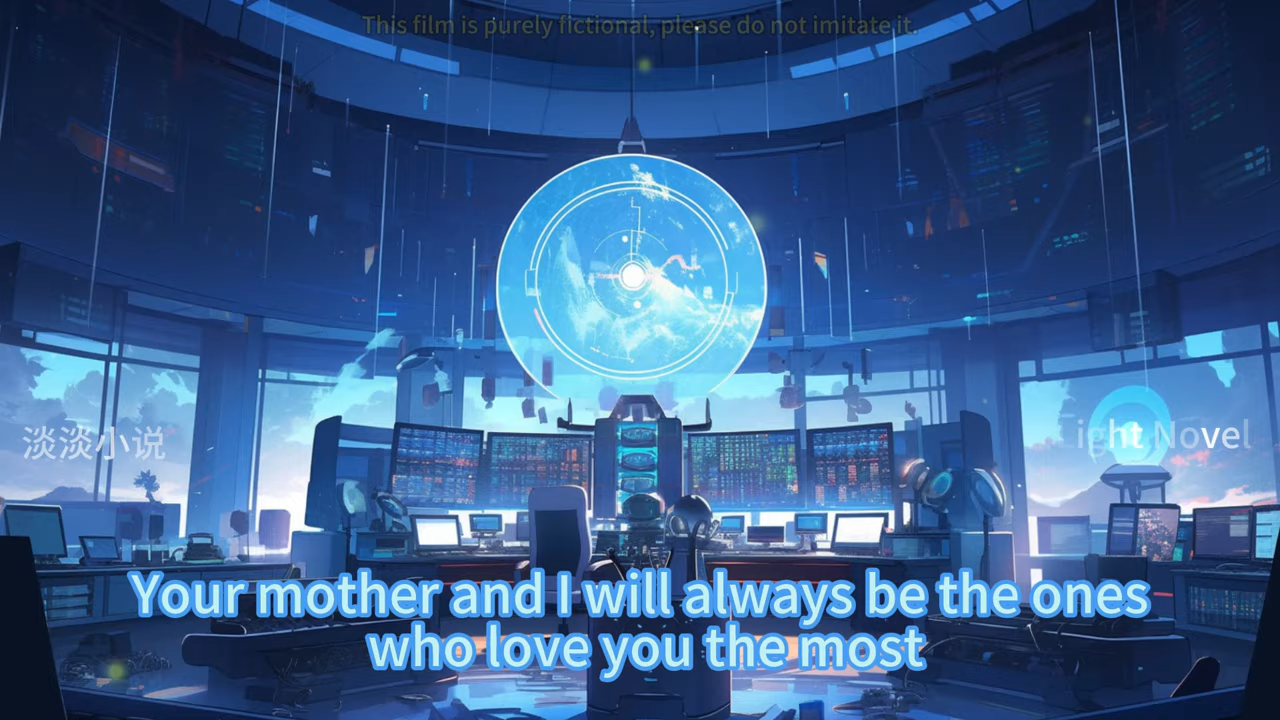 This film is purely fictional, please do not imitate it.
淡淡小说
ight Novel
Your mother and I will always be the ones
who love you the most